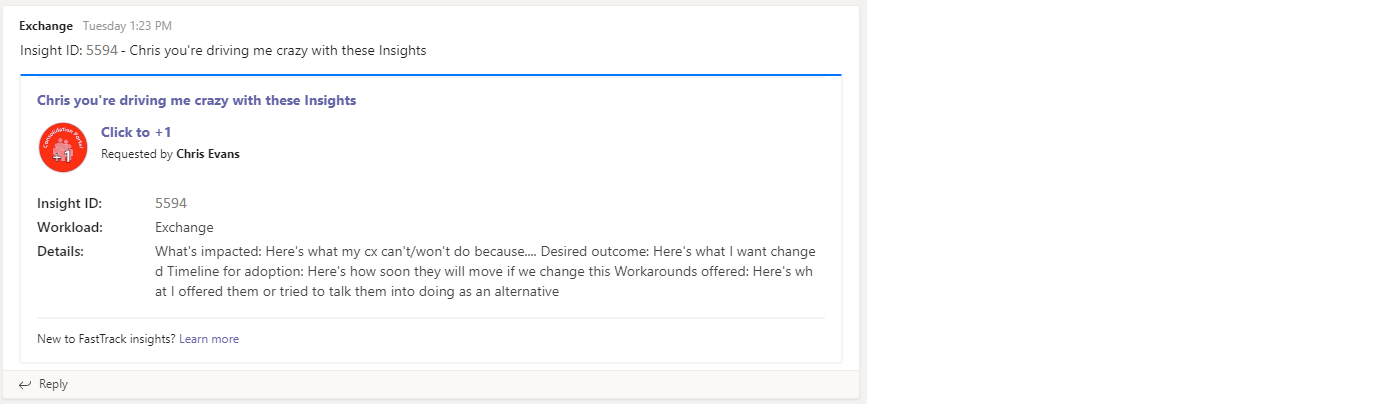 Exchange Tuesday 1:23 PM
Insight ID: 5594 - Chris you're driving me crazy with these Insights
Chris you're driving me crazy with these Insights
Consolidation Portal
+1
Click to +1
Requested by Chris Evans
Insight ID: 5594
Workload: Exchange
Details: What's impacted: Here's what my cx can't/won't do because.... Desired outcome: Here's what I want change
d Timeline for adoption: Here's how soon they will move if we change this Workarounds offered: Here's wh
at I offered them or tried to talk them into doing as an alternative
New to FastTrack insights? Learn more
Reply